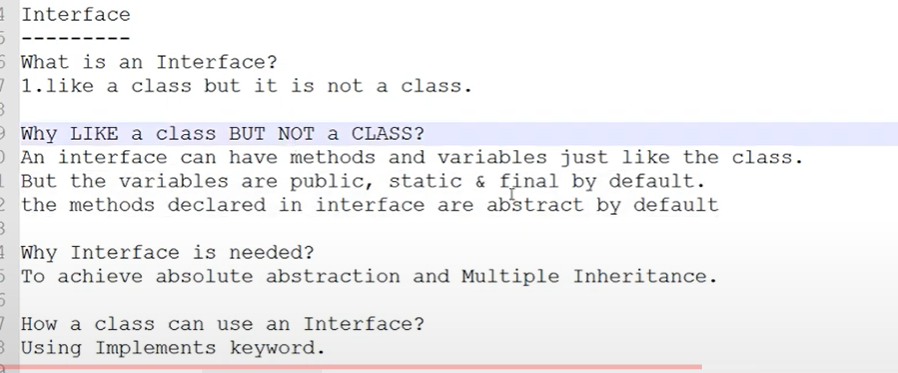 Interface
---------
What is an Interface?
1.like a class but it is not a class.
Why LIKE a class BUT NOT a CLASS?
An interface can have methods and variables just like the class.
But the variables are public, static & final by default.
the methods declared in interface are abstract by default
Why Interface is needed?
To achieve absolute abstraction and Multiple Inheritance.
How a class can use an Interface?
Using Implements keyword.